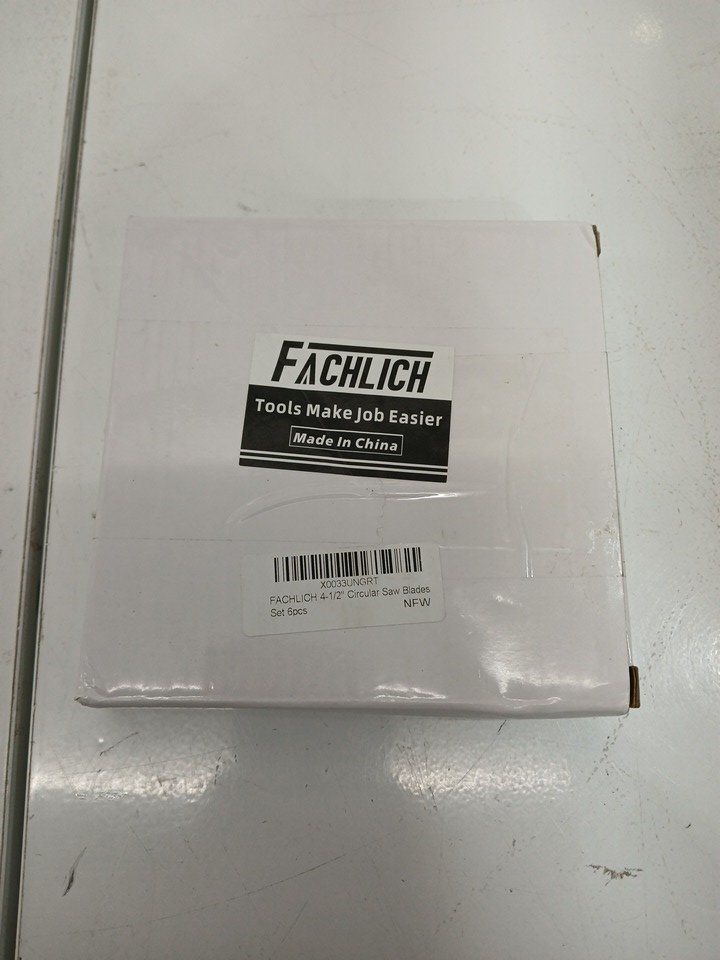 FACHLICH
Tools Make Job Easier
Made In China
X0033UNGRT
FACHLICH 4-1/2" Circular Saw Blades
Set 6pcs
NEW